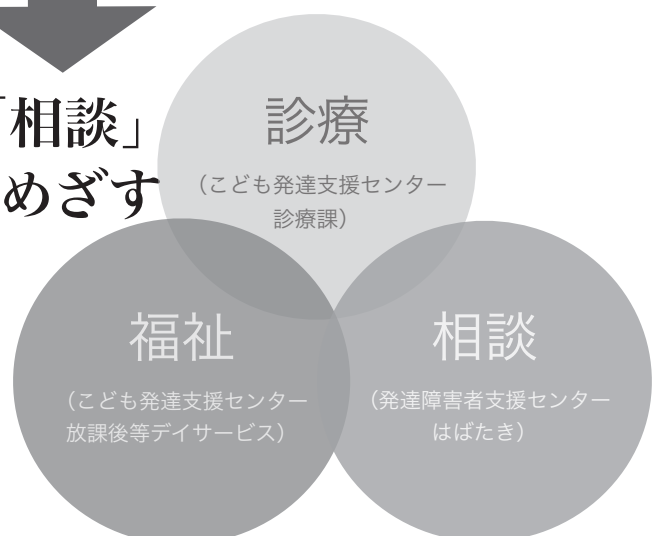 「相談」
めざす
診療
（こども発達支援センター
診療課）
福祉
（こども発達支援センター
放課後等デイサービス）
相談
（発達障害者支援センター
はばたき）